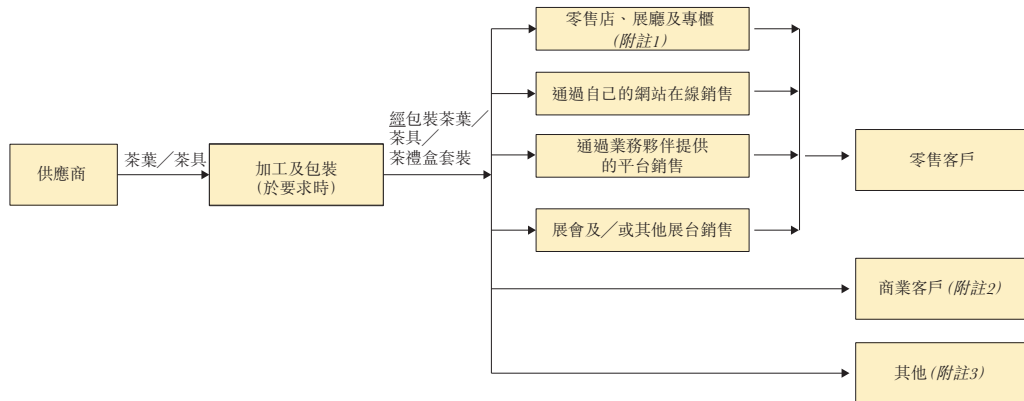 供應商
茶葉／茶具
加工及包裝
(於要求時)
經包裝茶葉／
茶具／
茶禮盒套裝
零售店、展廳及專櫃
(附註1)
通過自己的網站在線銷售
通過業務夥伴提供
的平台銷售
展會及／或其他展台銷售
零售客戶
商業客戶(附註2)
其他(附註3)